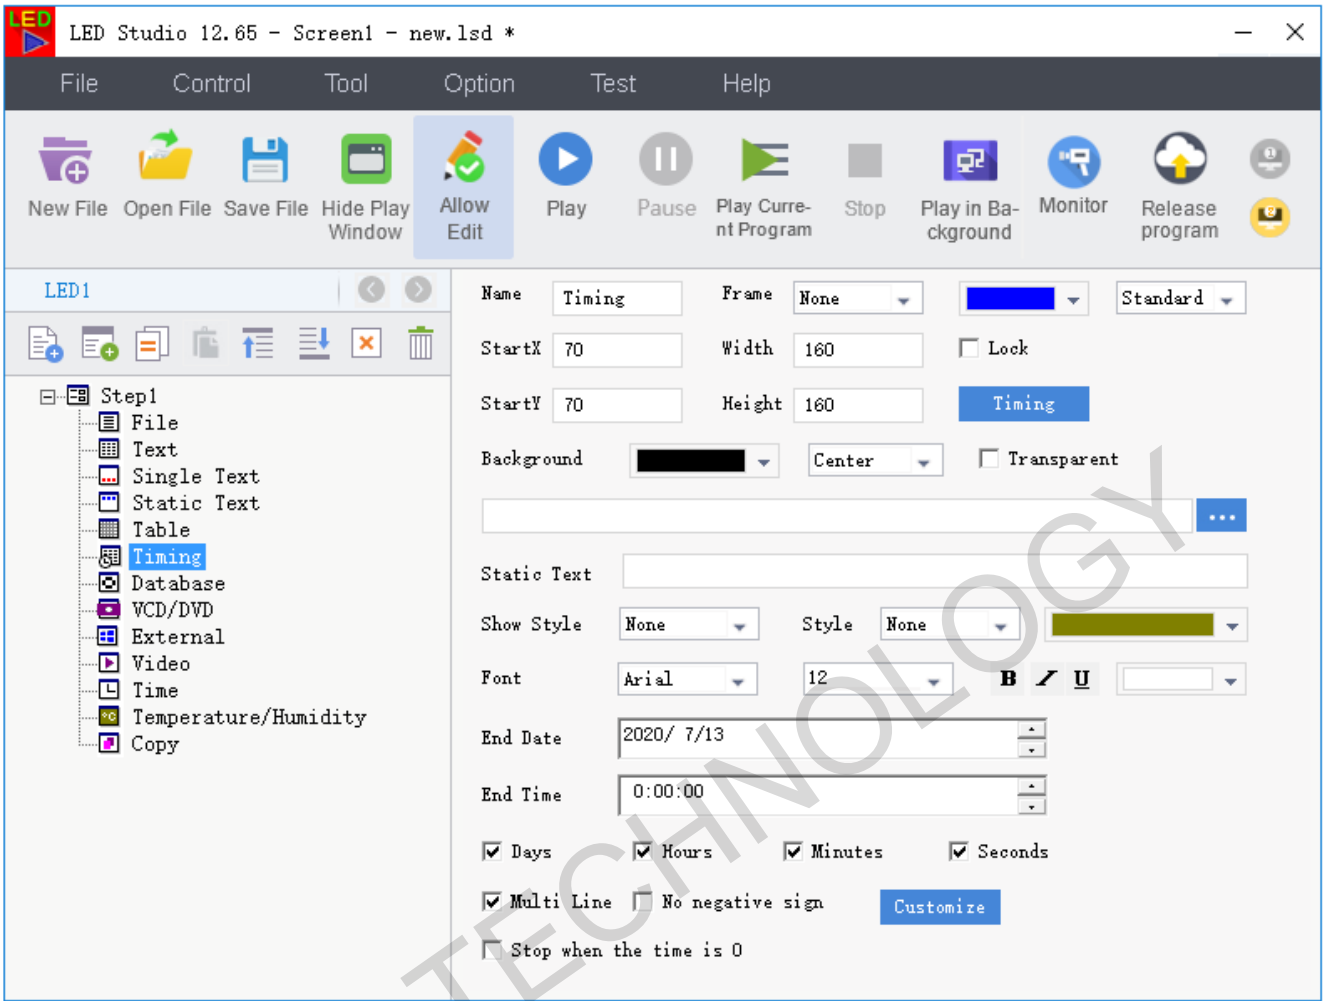 LED
LED Studio 12.65 - Screen1 - new.lsd *
File Control Tool Option Test Help
New File Open File Save File Hide Play Window Allow Edit Play Pause Play Curre-nt Program Stop Play in Ba-ckground Monitor Release program
LED1
Step1
File
Text
Single Text
Static Text
Table
Timing
Database
VCD/DVD
External
Video
Time
Temperature/Humidity
Copy
Name Timing Frame None Standard
StartX 70 Width 160 Lock
StartY 70 Height 160 Timing
Background Center Transparent
...
Static Text
Show Style None Style None
Font Arial 12 B I U
End Date 2020/ 7/13
End Time 0:00:00
Days Hours Minutes Seconds
Multi Line No negative sign Customize
Stop when the time is 0
TECHNOLOGY